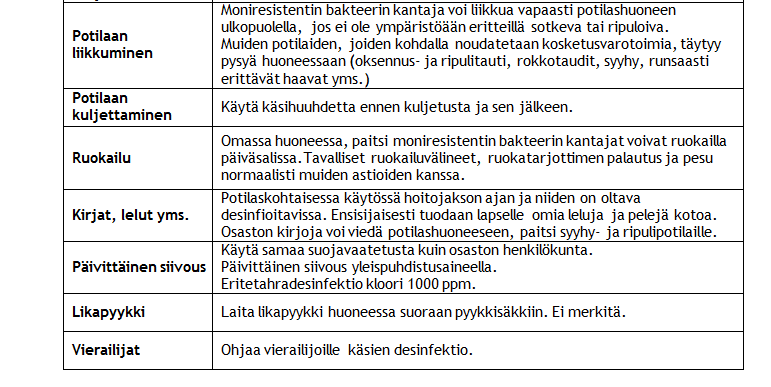 Potilaan
liikkuminen
Moniresistentin bakteerin kantaja voi liikkua vapaasti potilashuoneen
ulkopuolella, jos ei ole ympäristöään eritteillä sotkeva tai ripuloiva.
Muiden potilaiden, joiden kohdalla noudatetaan kosketusvarotoimia, täytyy
pysyä huoneessaan (oksennus- ja ripulitauti, rokkotaudit, syyhy, runsaasti
erittävät haavat yms.)
Potilaan
kuljettaminen
Käytä käsihuuhdetta ennen kuljetusta ja sen jälkeen.
Ruokailu
Omassa huoneessa, paitsi moniresistentin bakteerin kantajat voivat ruokailla
päiväsalissa.Tavalliset ruokailuvälineet, ruokatarjottimen palautus ja pesu
normaalisti muiden astioiden kanssa.
Kirjat, lelut yms.
Potilaskohtaisessa käytössä hoitojakson ajan ja niiden on oltava
desinfioitavissa. Ensisijaisesti tuodaan lapselle omia leluja ja pelejä kotoa.
Osaston kirjoja voi viedä potilashuoneeseen, paitsi syyhy- ja ripulipotilaille.
Päivittäinen siivous
Käytä samaa suojavaatetusta kuin osaston henkilökunta.
Päivittäinen siivous yleispuhdistusaineella.
Eritetahradesinfektio kloori 1000 ppm.
Likapyykki
Laita likapyykki huoneessa suoraan pyykkisäkkiin. Ei merkitä.
Vierailijat
Ohjaa vierailijoille käsien desinfektio.